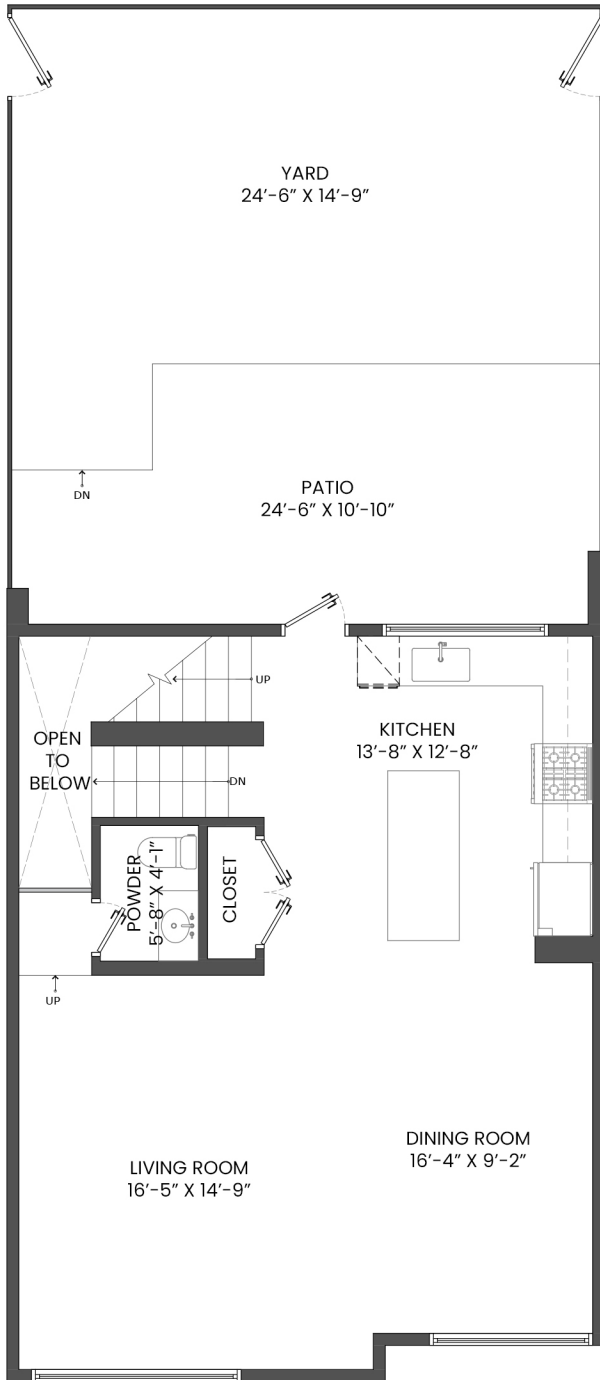 YARD
24’-6” X 14’-9”
DN
PATIO
24’-6” X 10’-10”
UP
OPEN
TO
BELOW
KITCHEN
13’-8” X 12’-8”
DN
POWDER
5’-8” X 4’-1”
CLOSET
UP
LIVING ROOM
16’-5” X 14’-9”
DINING ROOM
16’-4” X 9’-2”